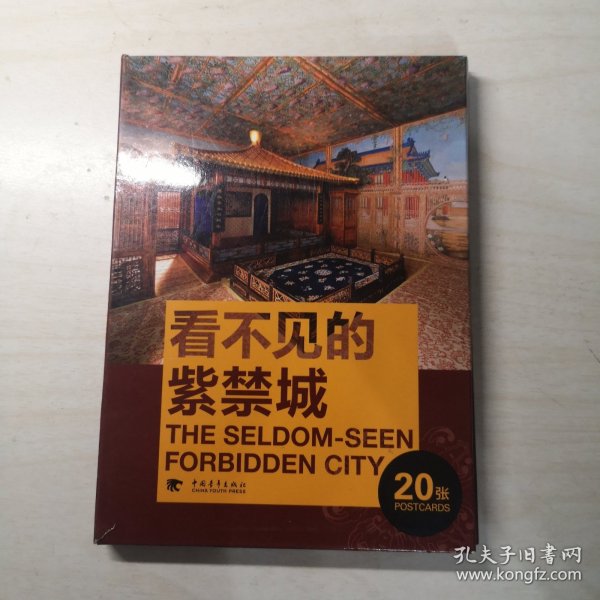 看不见的
紫禁城
THE SELDOM-SEEN
FORBIDDEN CITY
中国青年出版社
CHINA YOUTH PRESS
20张
POSTCARDS
孔夫子旧书网
www.kongfz.com